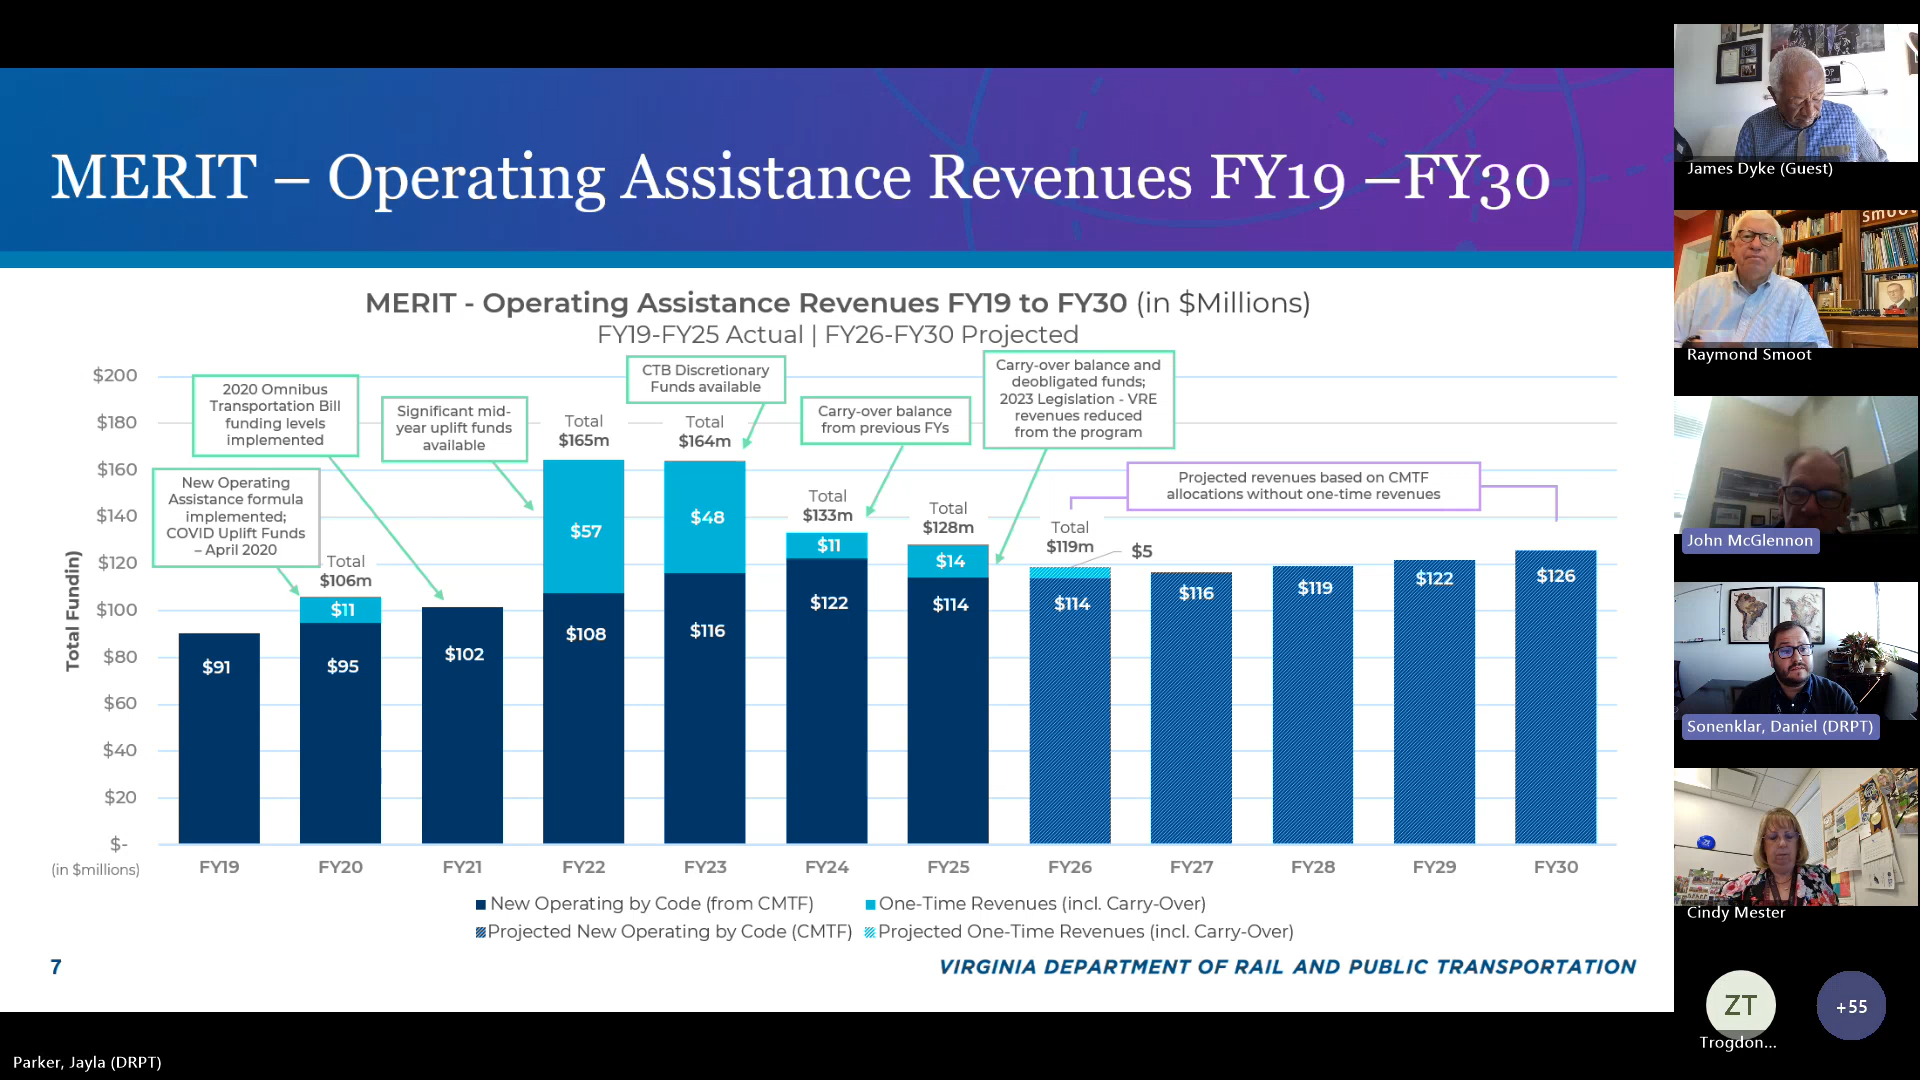 MERIT – Operating Assistance Revenues FY19 –FY30
MERIT - Operating Assistance Revenues FY19 to FY30 (in $Millions)
FY19-FY25 Actual | FY26-FY30 Projected
Total Fundin)
$200
$180
$160
$140
$120
$100
$80
$60
$40
$20
$-
(in $millions)
New Operating
Assistance formula
implemented;
COVID Uplift Funds
– April 2020
2020 Omnibus
Transportation Bill
funding levels
implemented
Significant mid-
year uplift funds
available
CTB Discretionary
Funds available
Carry-over balance
from previous FYs
Carry-over balance and
deobligated funds;
2023 Legislation - VRE
revenues reduced
from the program
Projected revenues based on CMTF
allocations without one-time revenues
$91
Total
$106m
$11
$95
$102
Total
$165m
$57
$108
Total
$164m
$48
$116
Total
$133m
$11
$122
Total
$128m
$14
$114
Total
$119m
$5
$114
$116
$119
$122
$126
FY19
FY20
FY21
FY22
FY23
FY24
FY25
FY26
FY27
FY28
FY29
FY30
New Operating by Code (from CMTF)
One-Time Revenues (incl. Carry-Over)
Projected New Operating by Code (CMTF)
Projected One-Time Revenues (incl. Carry-Over)
7
VIRGINIA DEPARTMENT OF RAIL AND PUBLIC TRANSPORTATION
Parker, Jayla (DRPT)
James Dyke (Guest)
smoot
Raymond Smoot
John McGlennon
Sonenklar, Daniel (DRPT)
Cindy Mester
ZT
Trogdon...
+55